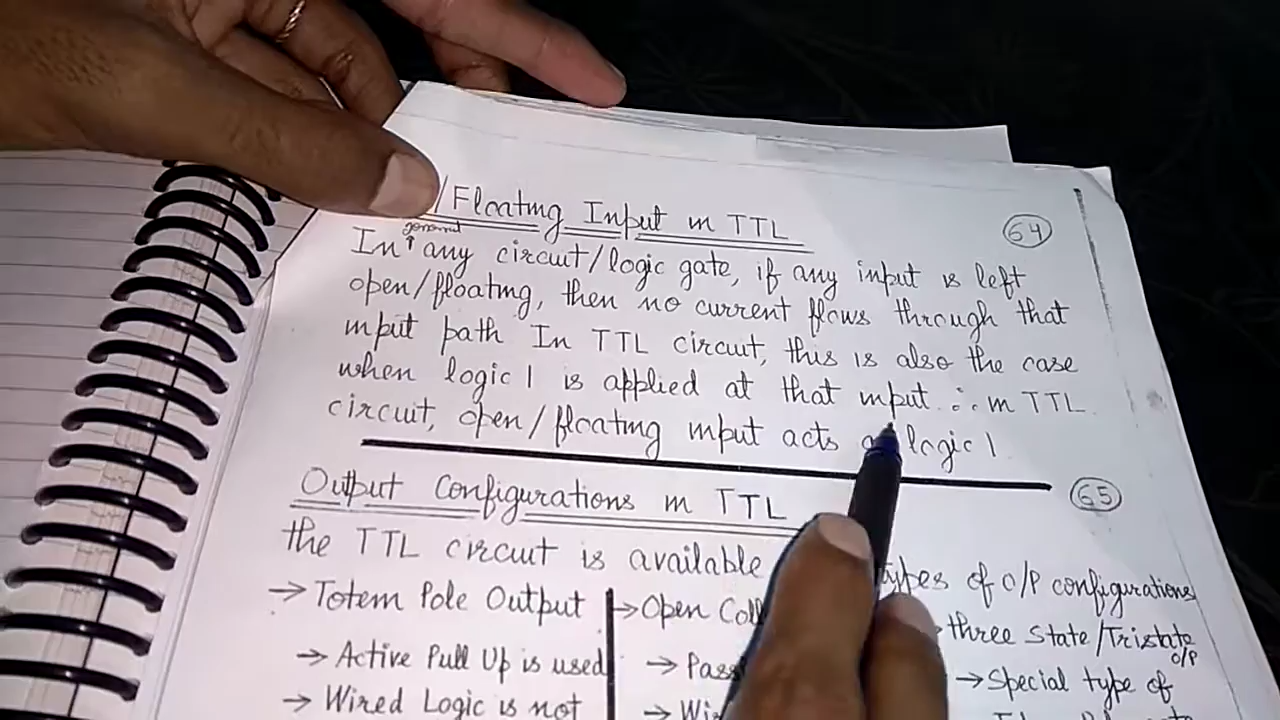 /Floating Input in TTL
64
general
In ↑ any circuit/logic gate, if any input is left
open/floating, then no current flows through that
input path In TTL circuit, this is also the case
when logic 1 is applied at that input ∴ in TTL
circuit, open/floating input acts logic 1
65
Output Configurations in TTL
the TTL circuit is available types of O/P configurations
→ Totem Pole Output
→ Active Pull Up is used
→ Wired Logic is not
→ Open
→
→
→ three State/Tristate
O/P
→ Special type of